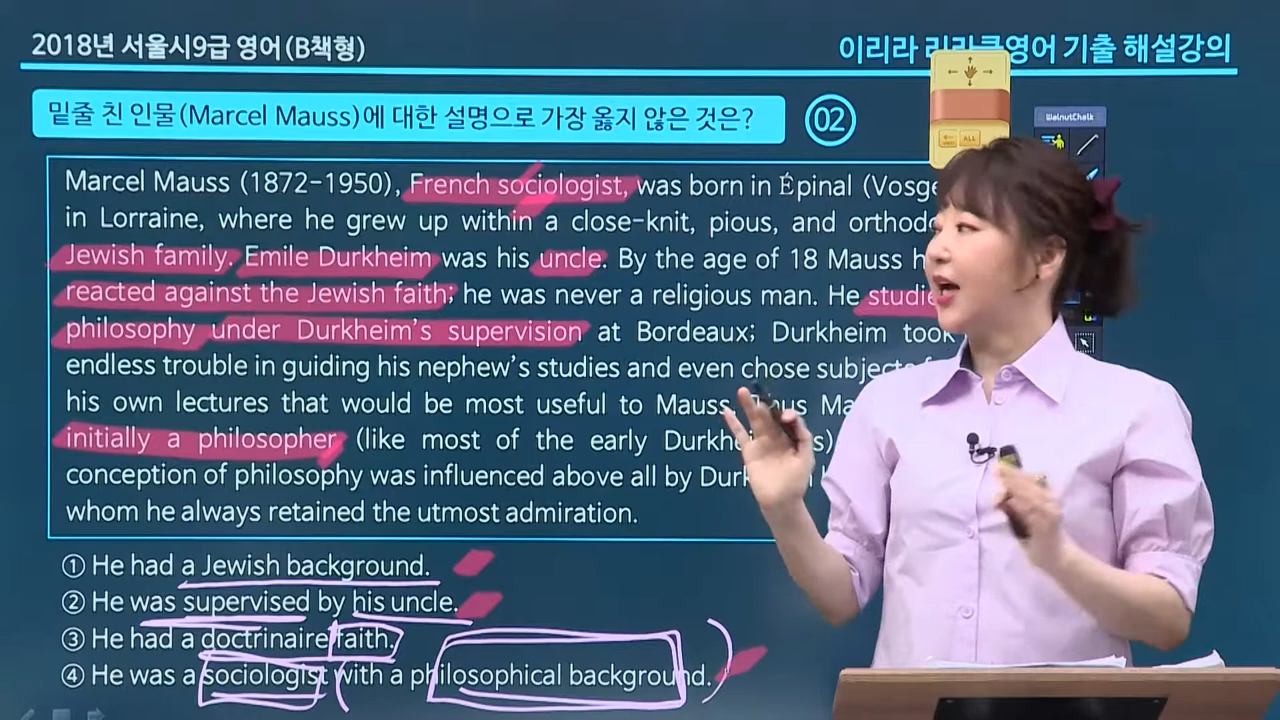 2018년 서울시9급 영어(B책형)
이리라 영어 기출 해설강의
밑줄 친 인물(Marcel Mauss)에 대한 설명으로 가장 옳지 않은 것은?
02
WalnutChalk
ALL
Marcel Mauss (1872-1950), French sociologist, was born in Épinal (Vosge
in Lorraine, where he grew up within a close-knit, pious, and orthodo
Jewish family. Emile Durkheim was his uncle. By the age of 18 Mauss h
reacted against the Jewish faith; he was never a religious man. He studie
philosophy under Durkheim's supervision at Bordeaux; Durkheim took
endless trouble in guiding his nephew's studies and even chose subjects
his own lectures that would be most useful to Mauss. Ma
initially a philosopher (like most of the early Durkhe s)
conception of philosophy was influenced above all by Durk
whom he always retained the utmost admiration.
① He had a Jewish background.
② He was supervised by his uncle.
③ He had a doctrinaire faith.
④ He was a sociologist with a philosophical background.